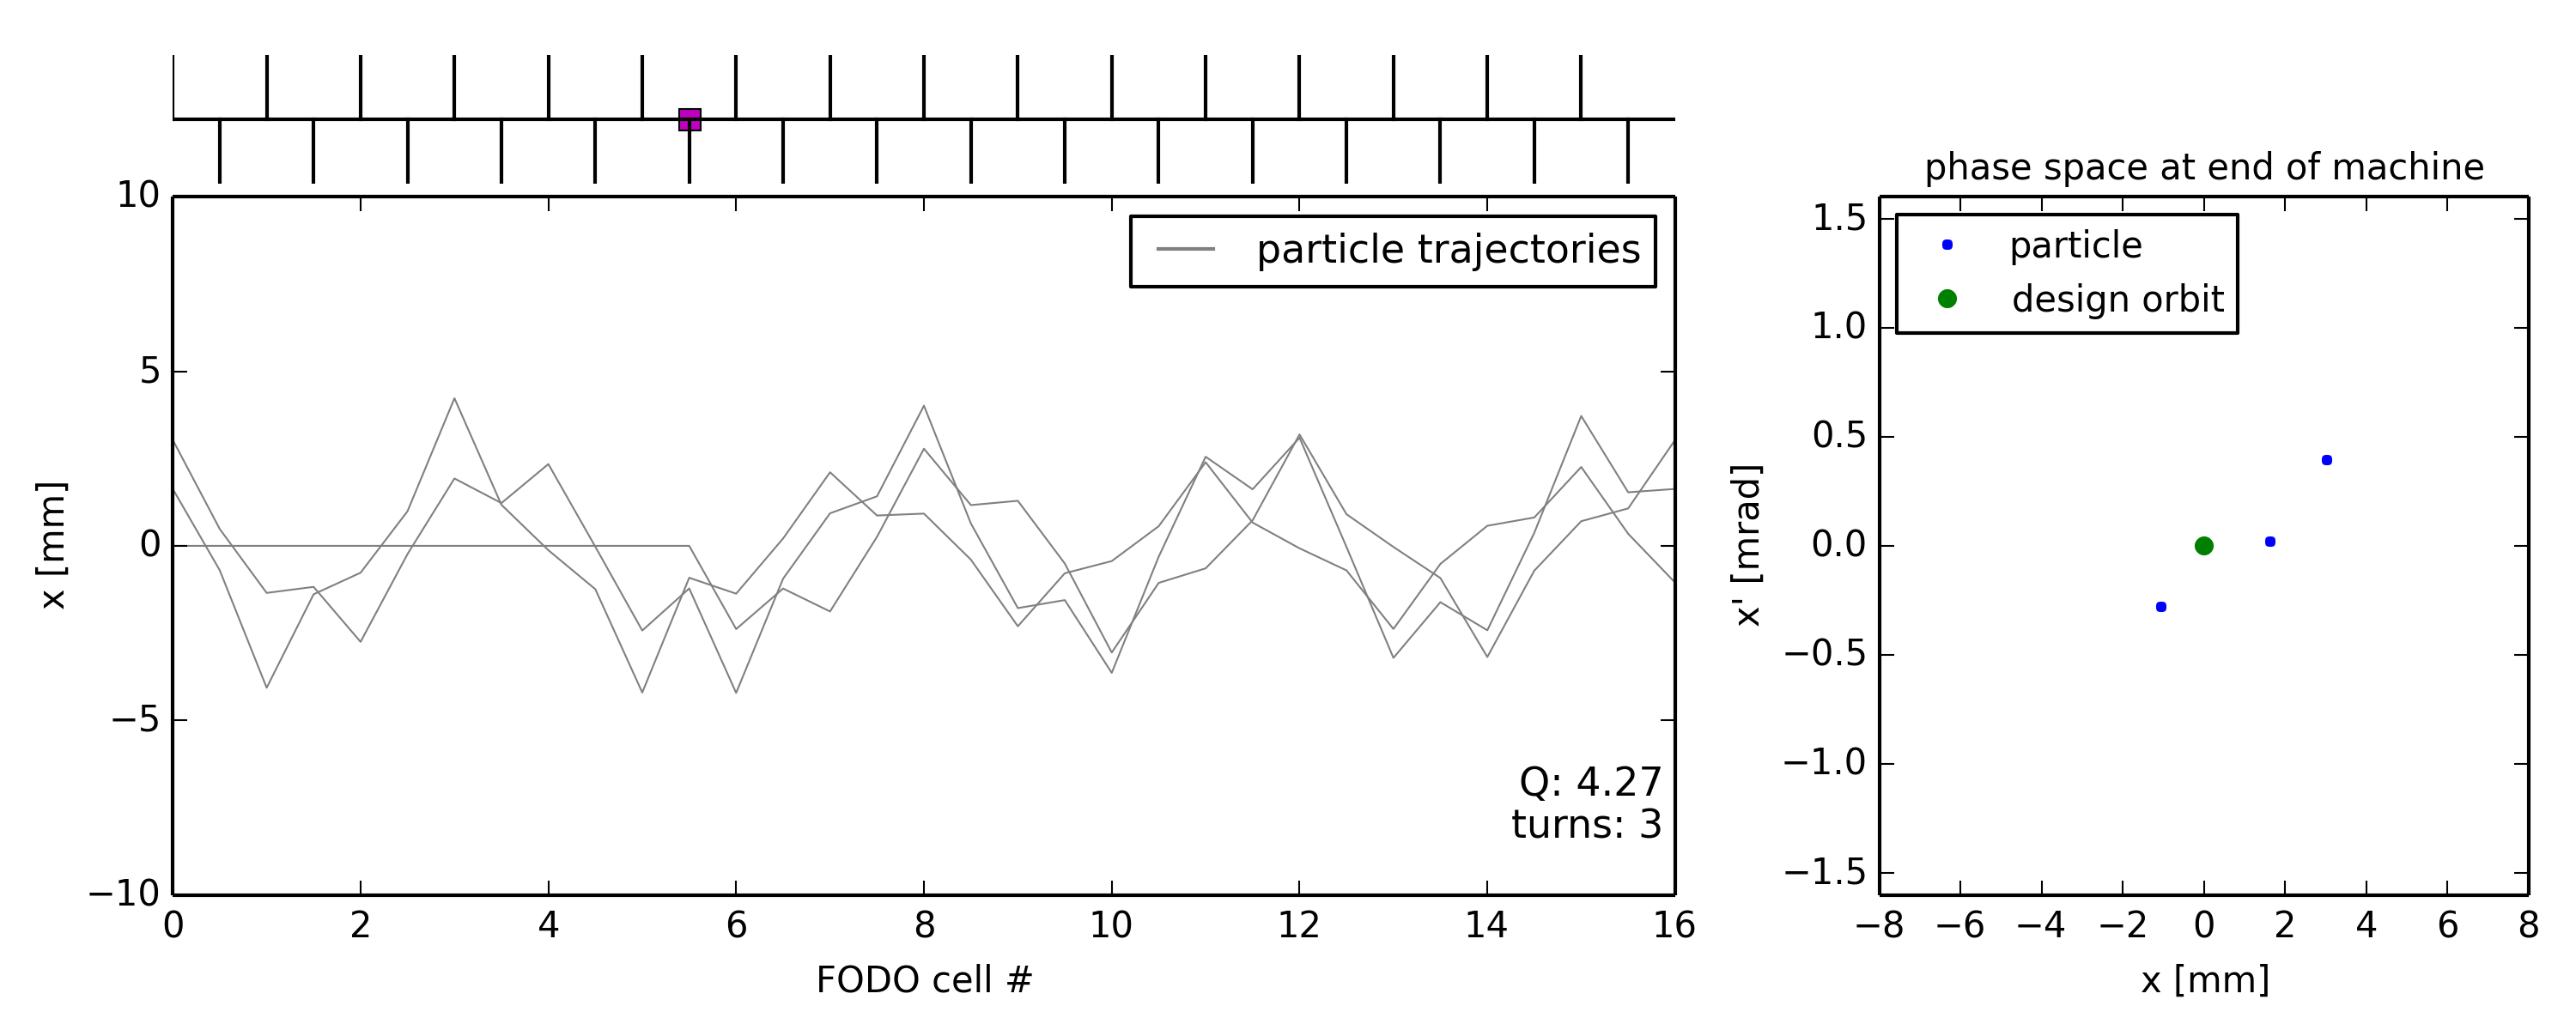 10
5
0
−5
−10
x [mm]
particle trajectories
Q: 4.27
turns: 3
0 2 4 6 8 10 12 14 16
FODO cell #
phase space at end of machine
1.5
1.0
0.5
0.0
−0.5
−1.0
−1.5
x' [mrad]
particle
design orbit
−8 −6 −4 −2 0 2 4 6 8
x [mm]